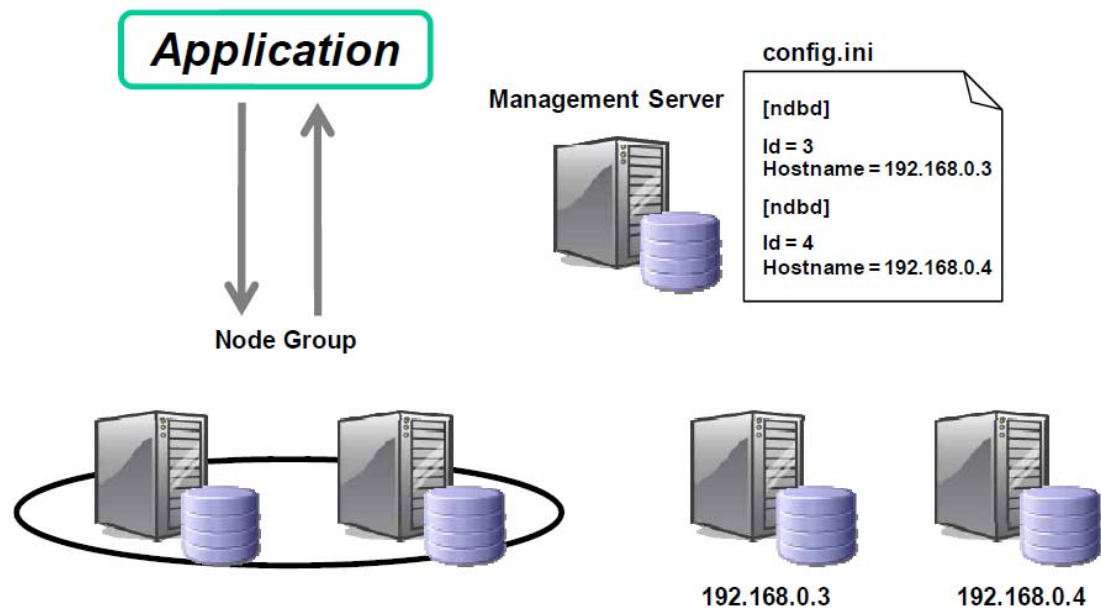 Application
config.ini
Management Server
[ndbd]
Id = 3
Hostname = 192.168.0.3
[ndbd]
Id = 4
Hostname = 192.168.0.4
Node Group
192.168.0.3
192.168.0.4